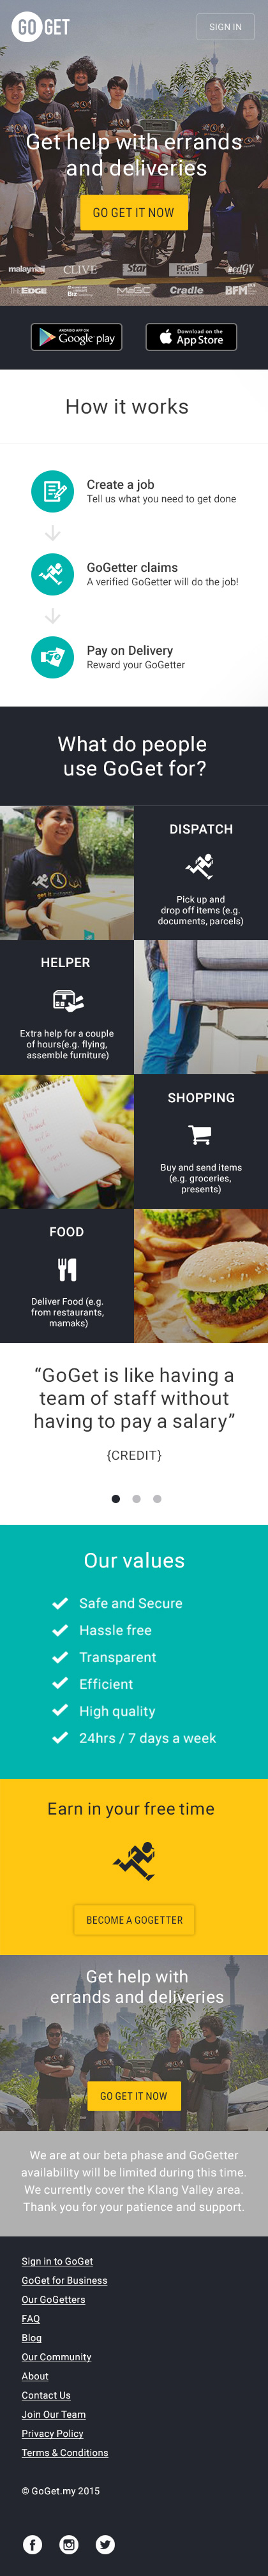 GO GET
SIGN IN
Get help with errands
and deliveries
GO GET IT NOW
malaymail
CLIVE
Star
FOCUS
MALAYSIA
edGY
THE EDGE
Biz
MaGIC
Cradle
BFM
ANDROID APP ON
Google play
Download on the
App Store
How it works
Create a job
Tell us what you need to get done
GoGetter claims
A verified GoGetter will do the job!
Pay on Delivery
Reward your GoGetter
What do people
use GoGet for?
DISPATCH
Pick up and
drop off items (e.g.
documents, parcels)
HELPER
Extra help for a couple
of hours(e.g. flying,
assemble furniture)
SHOPPING
Buy and send items
(e.g. groceries,
presents)
FOOD
Deliver Food (e.g.
from restaurants,
mamaks)
“GoGet is like having a
team of staff without
having to pay a salary”
{CREDIT}
Our values
Safe and Secure
Hassle free
Transparent
Efficient
High quality
24hrs / 7 days a week
Earn in your free time
BECOME A GOGETTER
Get help with
errands and deliveries
GO GET IT NOW
We are at our beta phase and GoGetter
availability will be limited during this time.
We currently cover the Klang Valley area.
Thank you for your patience and support.
Sign in to GoGet
GoGet for Business
Our GoGetters
FAQ
Blog
Our Community
About
Contact Us
Join Our Team
Privacy Policy
Terms & Conditions
© GoGet.my 2015